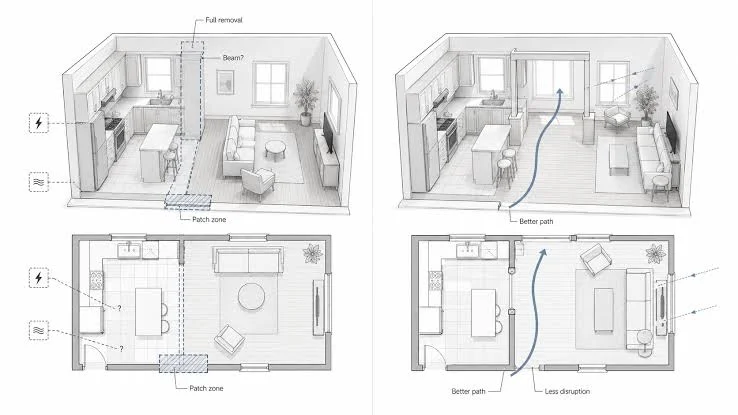 Full removal
Beam?
Patch zone
Better path
?
?
Patch zone
Better path
Less disruption